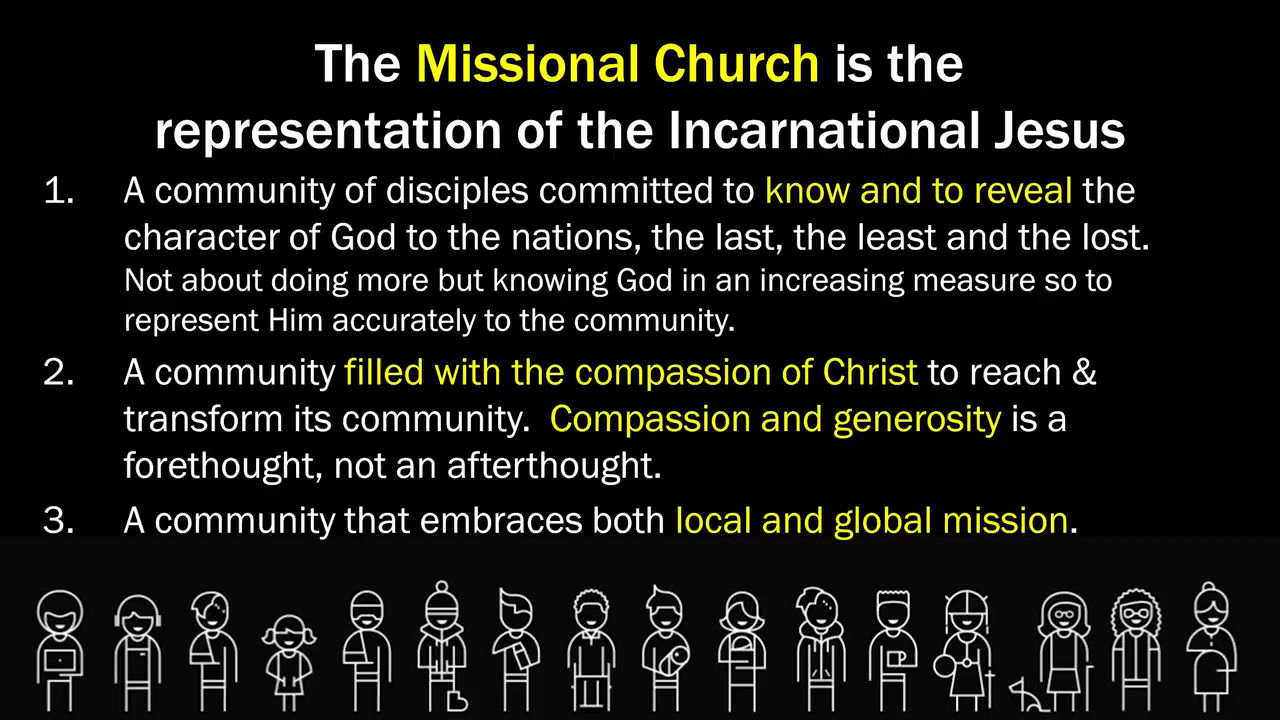 The Missional Church is the
representation of the Incarnational Jesus
1. A community of disciples committed to know and to reveal the
character of God to the nations, the last, the least and the lost.
Not about doing more but knowing God in an increasing measure so to
represent Him accurately to the community.
2. A community filled with the compassion of Christ to reach &
transform its community. Compassion and generosity is a
forethought, not an afterthought.
3. A community that embraces both local and global mission.